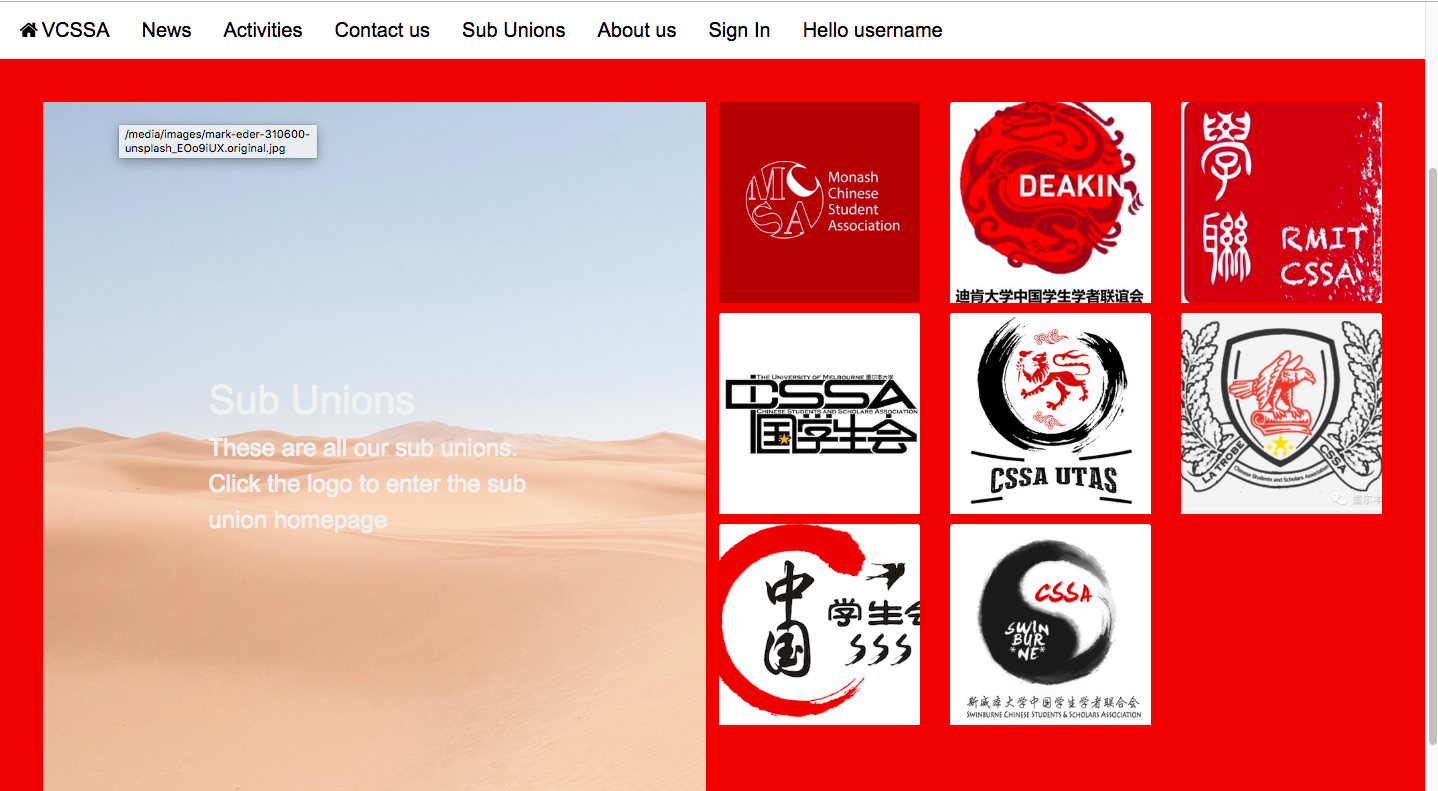 VCSSA News Activities Contact us Sub Unions About us Sign In Hello username
/media/images/mark-eder-310600-
unsplash_EOo9iUX.original.jpg
Sub Unions
These are all our sub unions.
Click the logo to enter the sub
union homepage
MCSA
Monash
Chinese
Student
Association
DEAKIN
迪肯大学中国学生学者联谊会
學
聯
RMIT
CSSA
THE UNIVERSITY OF MELBOURNE 墨尔本大学
CSSA
CHINESE STUDENTS AND SCHOLARS ASSOCIATION
中国学生会
CSSA UTAS
LA TROBE CSSA
Chinese Students and Scholars Association
墨尔本
中
国
学生会
SSS
CSSA
SWIN
BUR
*NE*
斯威本大学中国学生学者联合会
SWINBURNE CHINESE STUDENTS & SCHOLARS ASSOCIATION